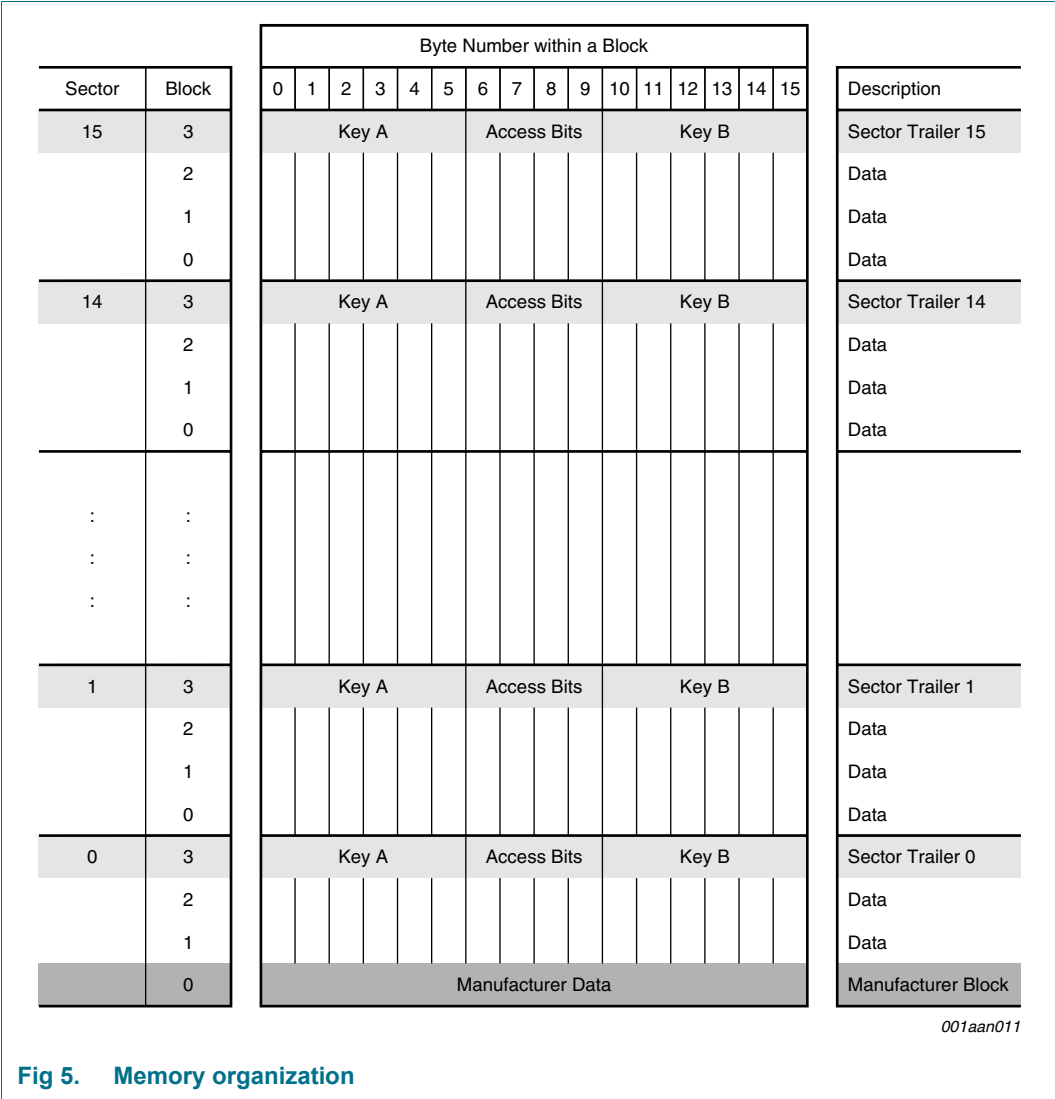 Byte Number within a Block
Sector Block 0 1 2 3 4 5 6 7 8 9 10 11 12 13 14 15 Description
15 3 Key A Access Bits Key B Sector Trailer 15
2 Data
1 Data
0 Data
14 3 Key A Access Bits Key B Sector Trailer 14
2 Data
1 Data
0 Data
: :
: :
: :
1 3 Key A Access Bits Key B Sector Trailer 1
2 Data
1 Data
0 Data
0 3 Key A Access Bits Key B Sector Trailer 0
2 Data
1 Data
0 Manufacturer Data Manufacturer Block
001aan011
Fig 5. Memory organization